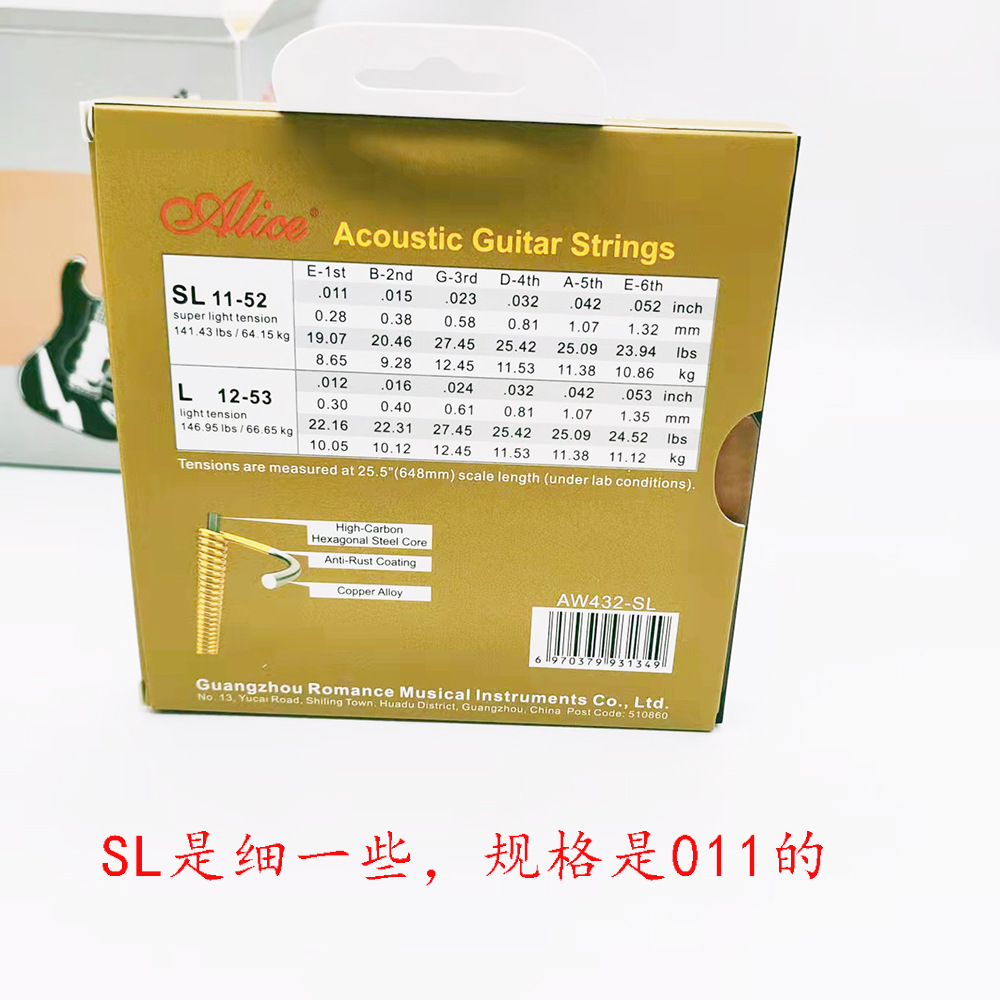 Alice®
Acoustic Guitar Strings
E-1st B-2nd G-3rd D-4th A-5th E-6th
SL 11-52
super light tension
141.43 lbs / 64.15 kg
.011 .015 .023 .032 .042 .052 inch
0.28 0.38 0.58 0.81 1.07 1.32 mm
19.07 20.46 27.45 25.42 25.09 23.94 lbs
8.65 9.28 12.45 11.53 11.38 10.86 kg
L 12-53
light tension
146.95 lbs / 66.65 kg
.012 .016 .024 .032 .042 .053 inch
0.30 0.40 0.61 0.81 1.07 1.35 mm
22.16 22.31 27.45 25.42 25.09 24.52 lbs
10.05 10.12 12.45 11.53 11.38 11.12 kg
Tensions are measured at 25.5"(648mm) scale length (under lab conditions).
High-Carbon
Hexagonal Steel Core
Anti-Rust Coating
Copper Alloy
AW432-SL
6 970379 931349
Guangzhou Romance Musical Instruments Co., Ltd.
No. 13, Yucai Road, Shiling Town, Huadu District, Guangzhou, China Post Code: 510860
SL是细一些，规格是011的